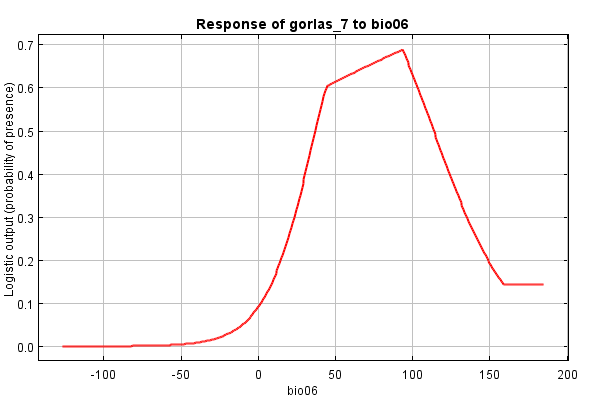 Response of gorlas_7 to bio06
Logistic output (probability of presence)
0.7
0.6
0.5
0.4
0.3
0.2
0.1
0.0
-100 -50 0 50 100 150 200
bio06